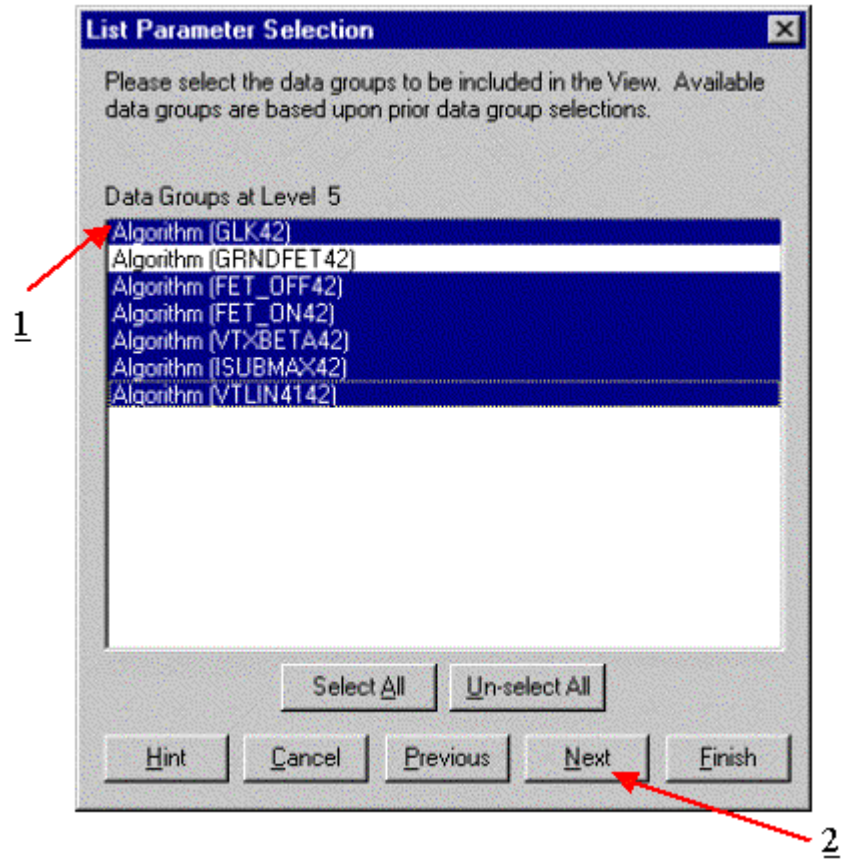 List Parameter Selection
Please select the data groups to be included in the View. Available
data groups are based upon prior data group selections.
Data Groups at Level 5
Algorithm (GLK42)
Algorithm (GRNDFET42)
Algorithm (FET_OFF42)
Algorithm (FET_ON42)
Algorithm (VTXBETA42)
Algorithm (ISUBMAX42)
Algorithm (VTLIN4142)
1
Select All Un-select All
Hint Cancel Previous Next Finish
2